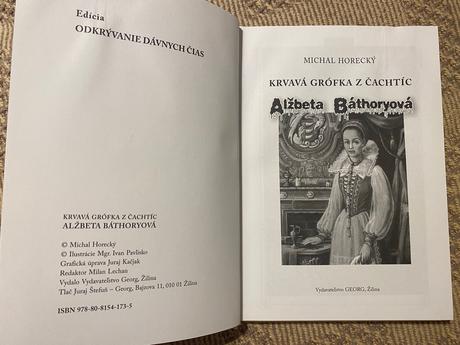 Edícia
ODKRÝVANIE DÁVNYCH ČIAS
KRVAVÁ GRÓFKA Z ČACHTÍC
ALŽBETA BÁTHORYOVÁ
© Michal Horecký
© Ilustrácie Mgr. Ivan Pavlisko
Grafická úprava Juraj Kačjak
Redaktor Milan Lechan
Vydalo Vydavateľstvo Georg, Žilina
Tlač Juraj Štefuň – Georg, Bajzova 11, 010 01 Žilina
ISBN 978-80-8154-173-5
MICHAL HORECKÝ
KRVAVÁ GRÓFKA Z ČACHTÍC
Alžbeta Báthoryová
Vydavateľstvo GEORG, Žilina